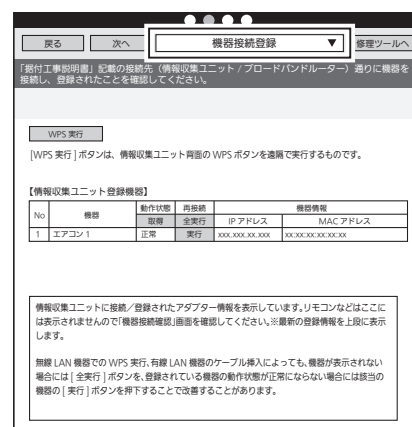 戻る 次へ 機器接続登録 ▼ 修理ツールへ
「据付工事説明書」記載の接続先（情報収集ユニット / ブロードバンドルーター）通りに機器を
接続し、登録されたことを確認してください。
WPS 実行
[WPS 実行 ] ボタンは、情報収集ユニット背面の WPS ボタンを遠隔で実行するものです。
【情報収集ユニット登録機器】
No 機器 動作状態 再接続 機器情報
取得 全実行 IP アドレス MAC アドレス
1 エアコン 1 正常 実行 xxx.xxx.xx.xxx xx:xx:xx:xx:xx:xx
情報収集ユニットに接続／登録されたアダプター情報を表示しています。リモコンなどはここに
は表示されませんので「機器接続確認」画面を確認してください。※最新の登録情報を上段に表示
します。
無線 LAN 機器での WPS 実行、有線 LAN 機器のケーブル挿入によっても、機器が表示されない
場合には [ 全実行 ] ボタンを、登録されている機器の動作状態が正常にならない場合には該当の
機器の [ 実行 ] ボタンを押下することで改善することがあります。